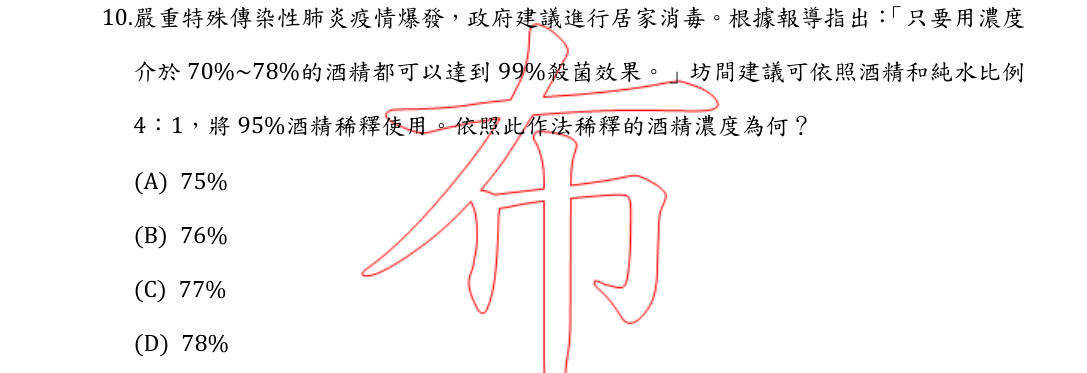 10.嚴重特殊傳染性肺炎疫情爆發，政府建議進行居家消毒。根據報導指出：「只要用濃度
介於 70%~78%的酒精都可以達到 99%殺菌效果。」坊間建議可依照酒精和純水比例
4：1，將 95%酒精稀釋使用。依照此作法稀釋的酒精濃度為何？
(A) 75%
(B) 76%
(C) 77%
(D) 78%
布